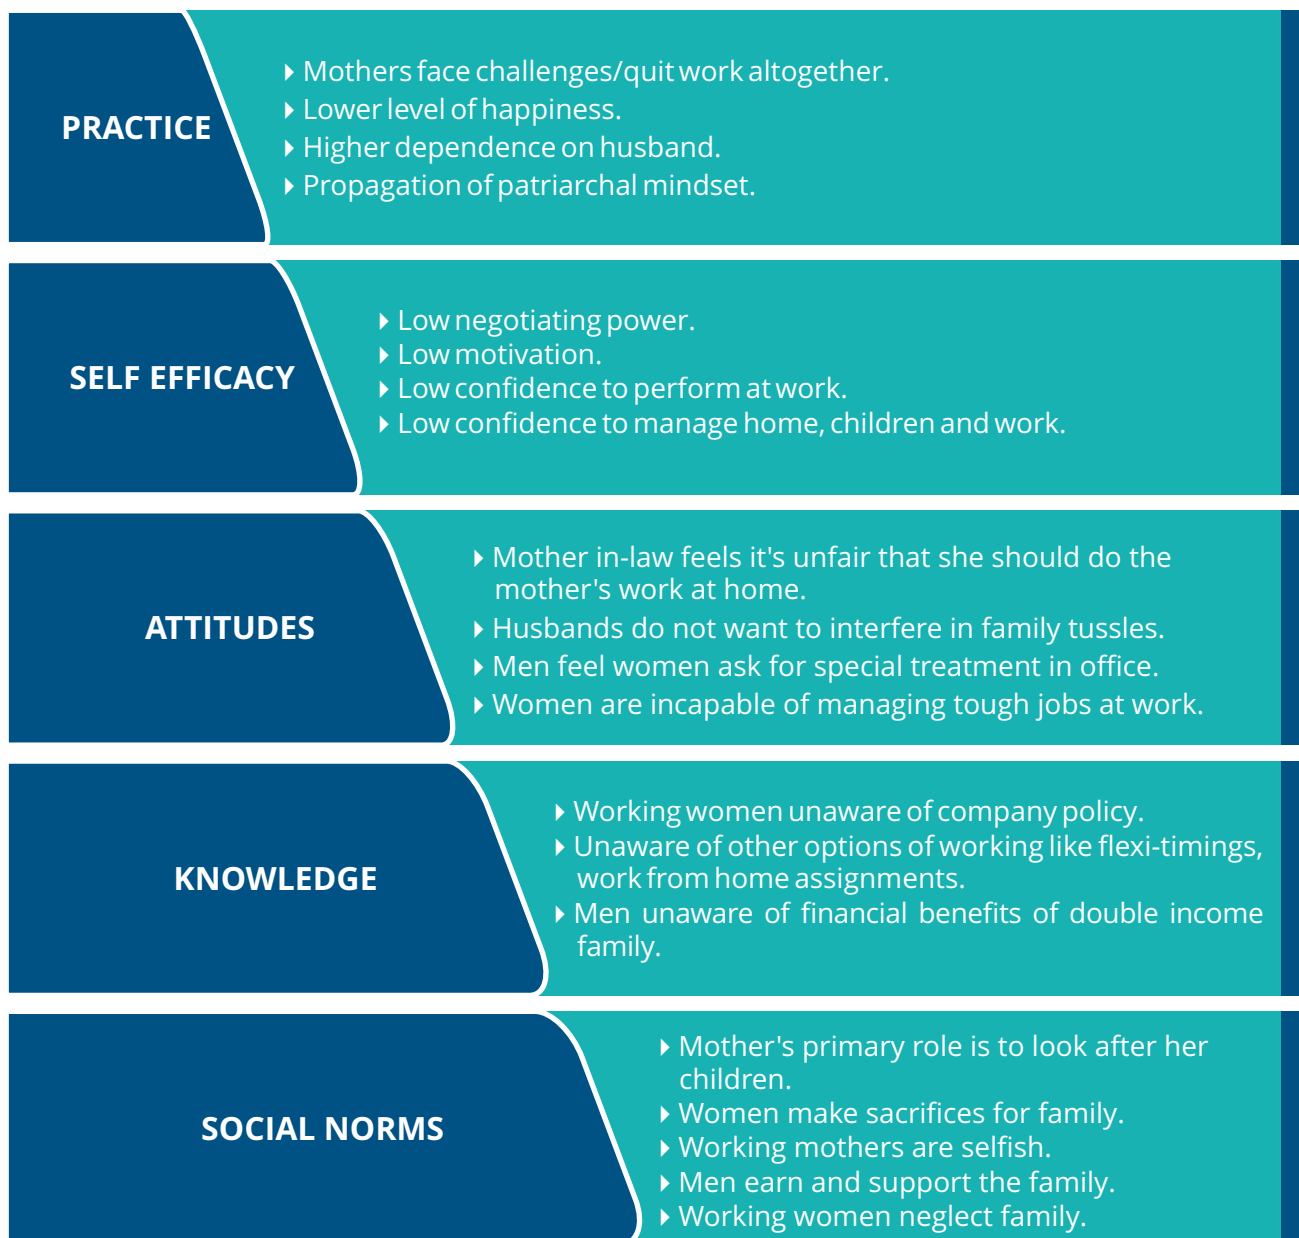 PRACTICE
Mothers face challenges/quit work altogether.
Lower level of happiness.
Higher dependence on husband.
Propagation of patriarchal mindset.
SELF EFFICACY
Low negotiating power.
Low motivation.
Low confidence to perform at work.
Low confidence to manage home, children and work.
ATTITUDES
Mother in-law feels it's unfair that she should do the
mother's work at home.
Husbands do not want to interfere in family tussles.
Men feel women ask for special treatment in office.
Women are incapable of managing tough jobs at work.
KNOWLEDGE
Working women unaware of company policy.
Unaware of other options of working like flexi-timings,
work from home assignments.
Men unaware of financial benefits of double income
family.
SOCIAL NORMS
Mother's primary role is to look after her
children.
Women make sacrifices for family.
Working mothers are selfish.
Men earn and support the family.
Working women neglect family.